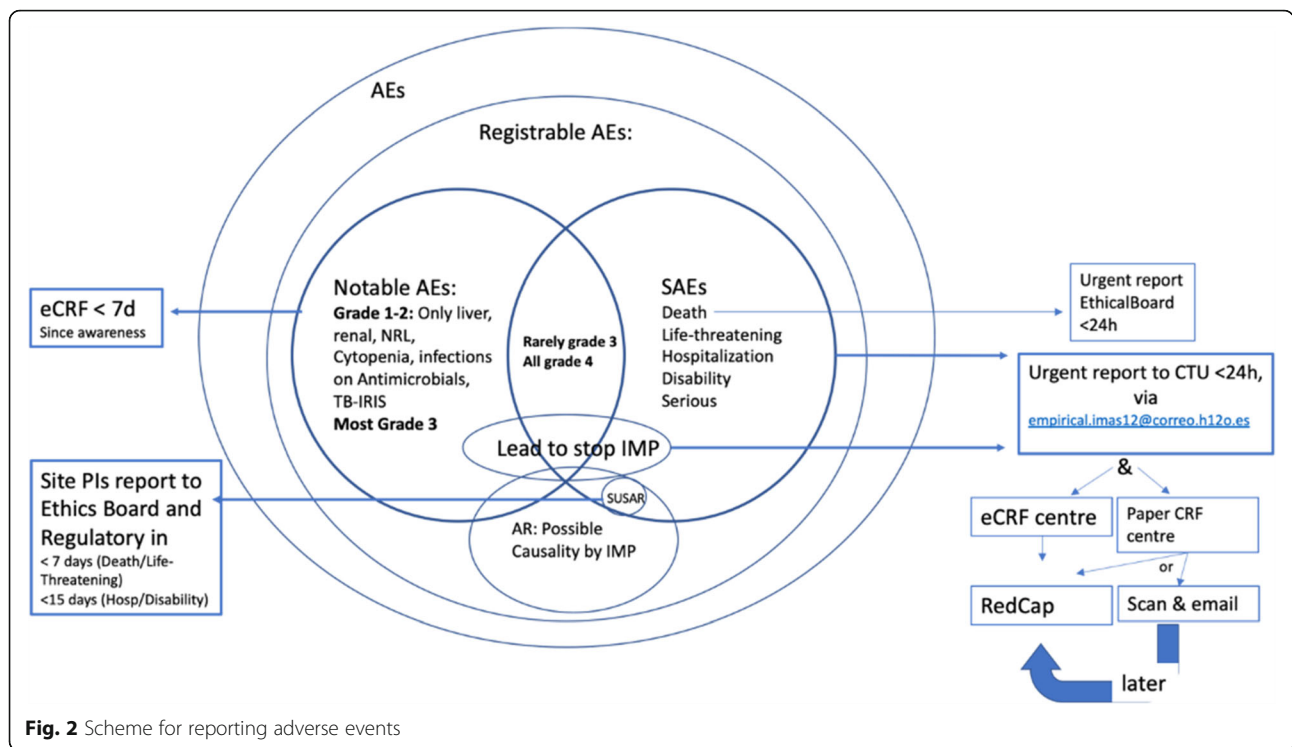 AEs
Registrable AEs:
Notable AEs:
Grade 1-2: Only liver,
renal, NRL,
Cytopenia, infections
on Antimicrobials,
TB-IRIS
Most Grade 3
Rarely grade 3
All grade 4
SAEs
Death
Life-threatening
Hospitalization
Disability
Serious
Lead to stop IMP
SUSAR
AR: Possible
Causality by IMP
eCRF < 7d
Since awareness
Site PIs report to
Ethics Board and
Regulatory in
< 7 days (Death/Life-
Threatening)
<15 days (Hosp/Disability)
Urgent report
EthicalBoard
<24h
Urgent report to CTU <24h,
via
empirical.imas12@correo.h12o.es
&
eCRF centre
Paper CRF
centre
or
RedCap
Scan & email
later
Fig. 2 Scheme for reporting adverse events